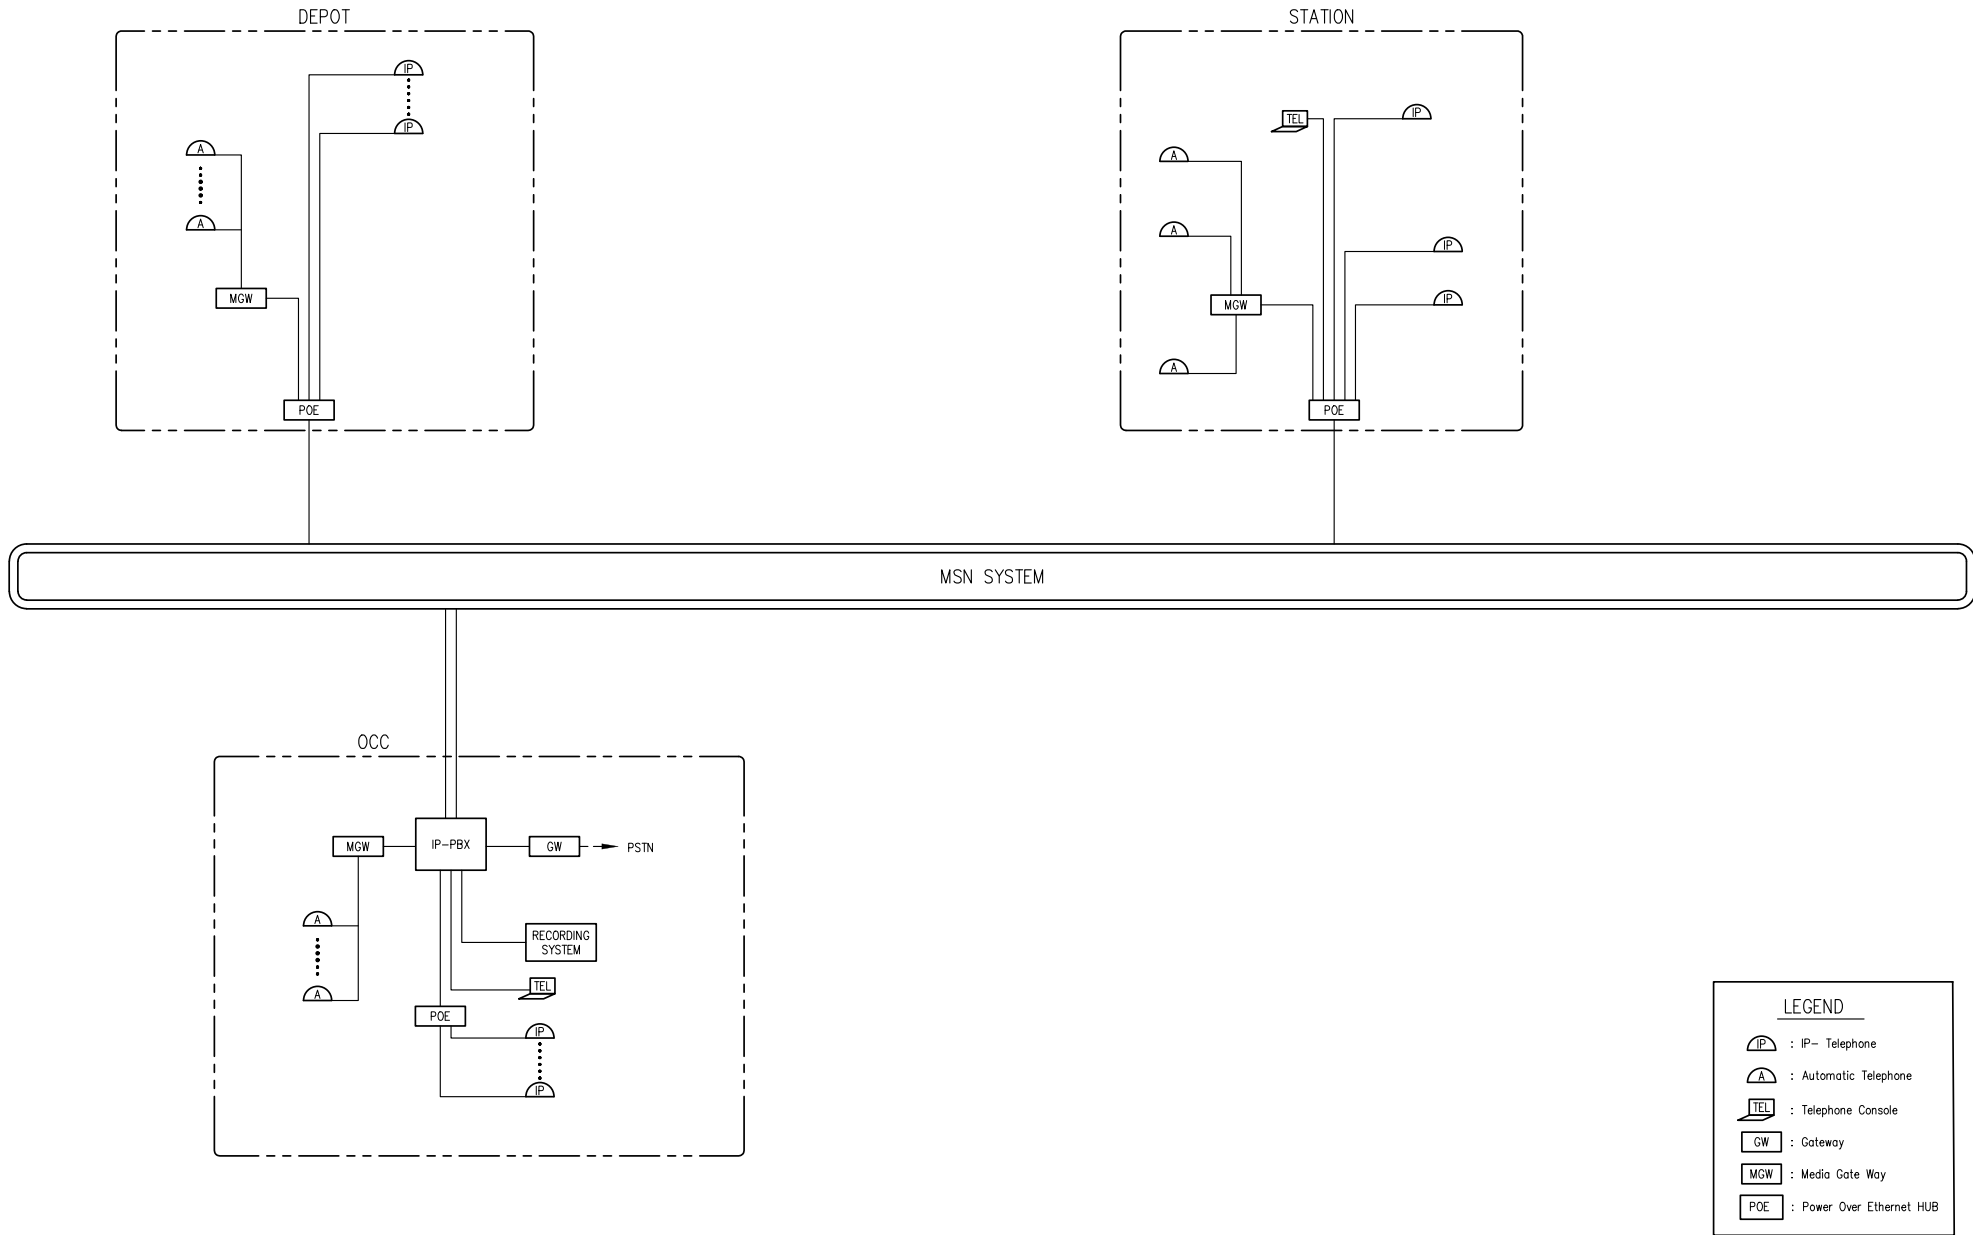 DEPOT
IP
IP
A
A
MGW
POE
STATION
TEL
IP
A
A
IP
MGW
IP
A
POE
MSN SYSTEM
OCC
MGW
IP-PBX
GW
PSTN
A
RECORDING
SYSTEM
TEL
A
POE
IP
IP
LEGEND
IP : IP- Telephone
A : Automatic Telephone
TEL : Telephone Console
GW : Gateway
MGW : Media Gate Way
POE : Power Over Ethernet HUB